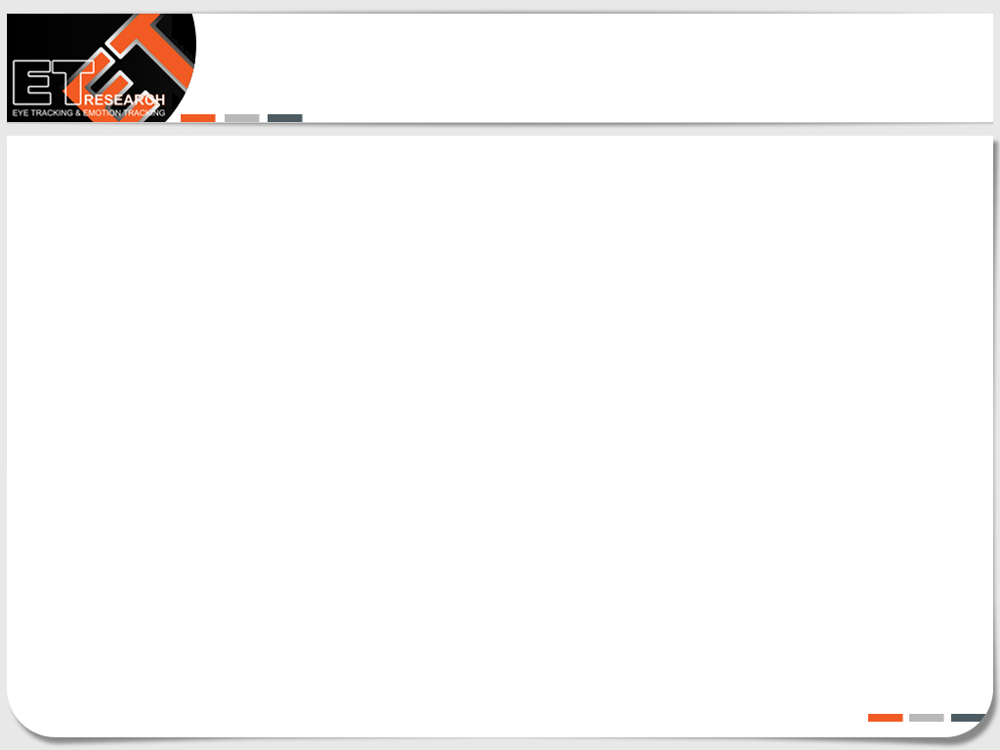 ET
RESEARCH
EYE TRACKING & EMOTION TRACKING